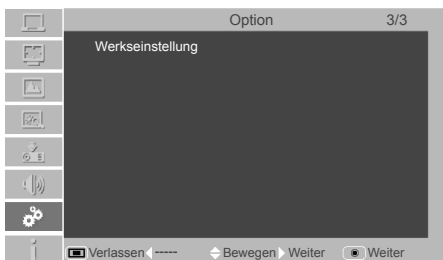 Option 3/3
Werkseinstellung
Verlassen ----- Bewegen Weiter Weiter